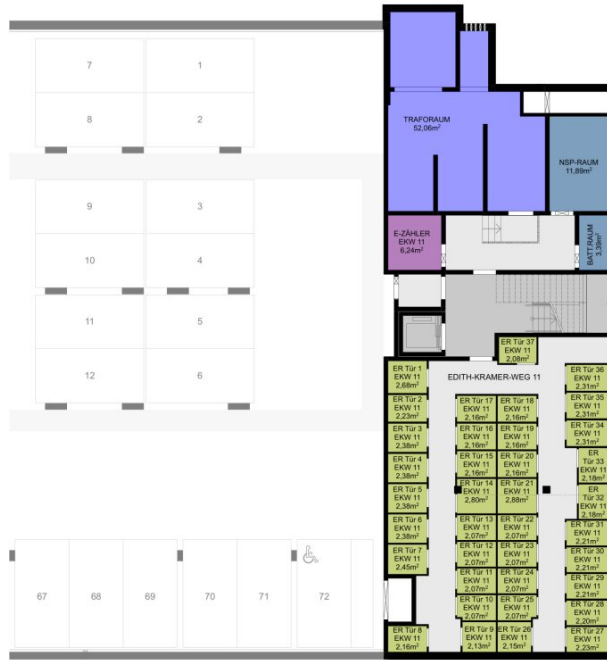 7
1
8
2
9
3
10
4
11
5
12
6
67
68
69
70
71
72
TRAFORAUM
52,06m²
NSP-RAUM
11,89m²
E-ZÄHLER
EKW 11
6,24m²
BATT.RAUM
3,39m²
ER Tür 37
EKW 11
2,08m²
EDITH-KRAMER-WEG 11
ER Tür 1
EKW 11
2,68m²
ER Tür 2
EKW 11
2,23m²
ER Tür 3
EKW 11
2,38m²
ER Tür 4
EKW 11
2,38m²
ER Tür 5
EKW 11
2,38m²
ER Tür 6
EKW 11
2,38m²
ER Tür 7
EKW 11
2,45m²
ER Tür 8
EKW 11
2,16m²
ER Tür 17
EKW 11
2,16m²
ER Tür 16
EKW 11
2,16m²
ER Tür 15
EKW 11
2,16m²
ER Tür 14
EKW 11
2,80m²
ER Tür 13
EKW 11
2,07m²
ER Tür 12
EKW 11
2,07m²
ER Tür 11
EKW 11
2,07m²
ER Tür 10
EKW 11
2,07m²
ER Tür 9
EKW 11
2,13m²
ER Tür 18
EKW 11
2,16m²
ER Tür 19
EKW 11
2,16m²
ER Tür 20
EKW 11
2,16m²
ER Tür 21
EKW 11
2,88m²
ER Tür 22
EKW 11
2,07m²
ER Tür 23
EKW 11
2,07m²
ER Tür 24
EKW 11
2,07m²
ER Tür 25
EKW 11
2,07m²
ER Tür 26
EKW 11
2,15m²
ER Tür 36
EKW 11
2,31m²
ER Tür 35
EKW 11
2,31m²
ER Tür 34
EKW 11
2,31m²
ER
Tür 33
EKW 11
2,18m²
ER
Tür 32
EKW 11
2,18m²
ER Tür 31
EKW 11
2,21m²
ER Tür 30
EKW 11
2,21m²
ER Tür 29
EKW 11
2,21m²
ER Tür 28
EKW 11
2,20m²
ER Tür 27
EKW 11
2,23m²